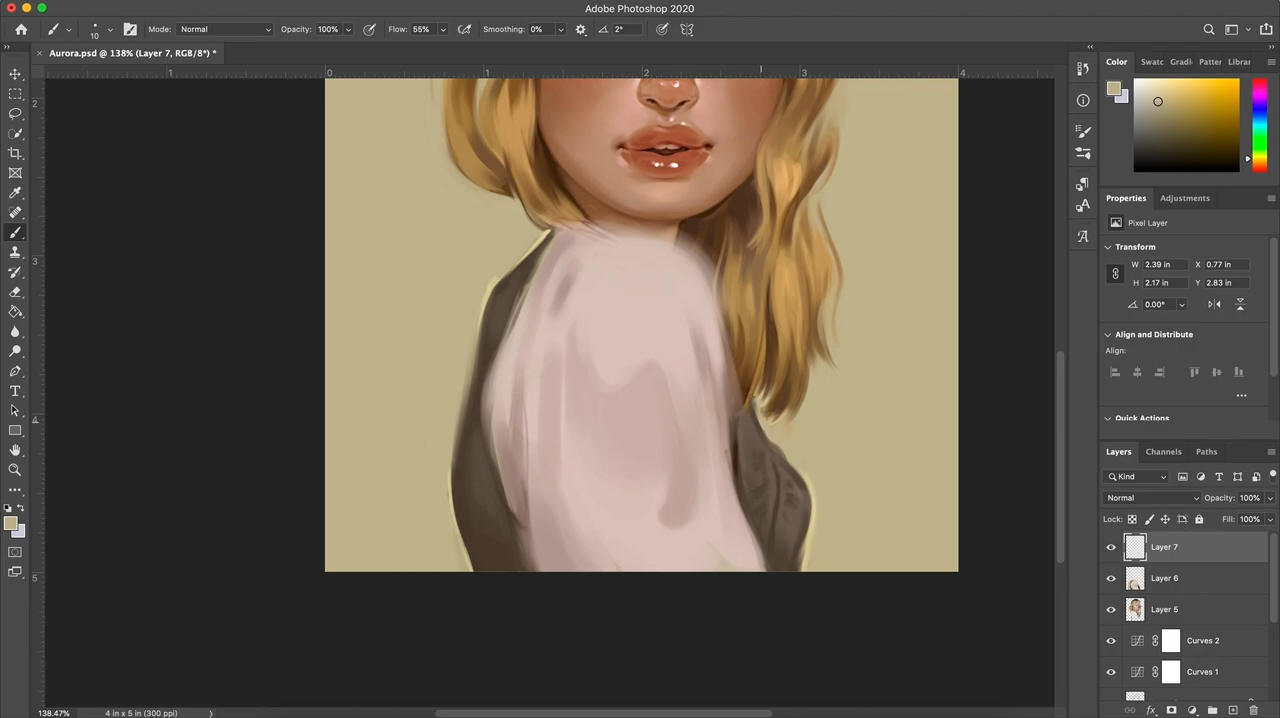 Adobe Photoshop 2020
10 Mode: Normal Opacity: 100% Flow: 55% Smoothing: 0% 2°
Aurora.psd @ 138% (Layer 7, RGB/8*) *
1 0 1 2 3 4
2
3
4
5
Color Swatc Gradi Patter Librar
Properties Adjustments
Pixel Layer
Transform
W 2.39 in X 0.77 in
H 2.17 in Y 2.83 in
0.00°
Align and Distribute
Align:
Quick Actions
Layers Channels Paths
Kind
Normal Opacity: 100%
Lock: Fill: 100%
Layer 7
Layer 6
Layer 5
Curves 2
Curves 1
fx
138.47% 4 in x 5 in (300 ppi)